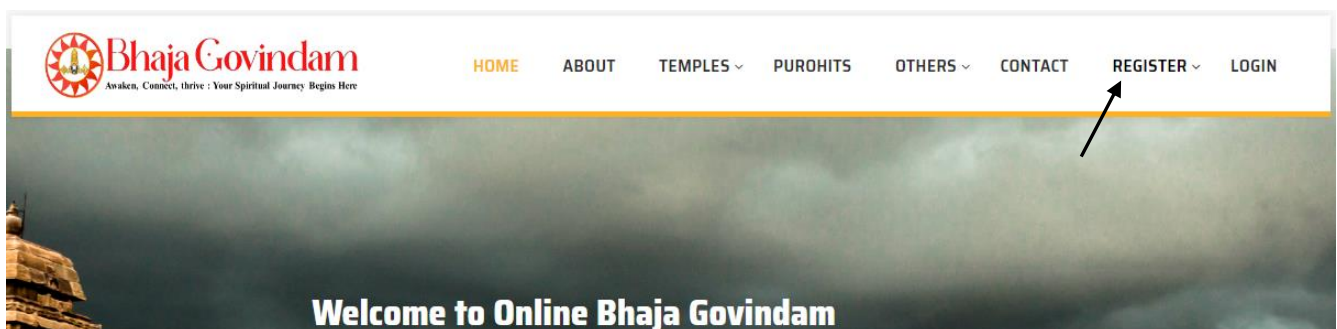 Bhaja Govindam
Awaken, Connect, thrive : Your Spiritual Journey Begins Here
HOME ABOUT TEMPLES PUROHITS OTHERS CONTACT REGISTER LOGIN
Welcome to Online Bhaja Govindam